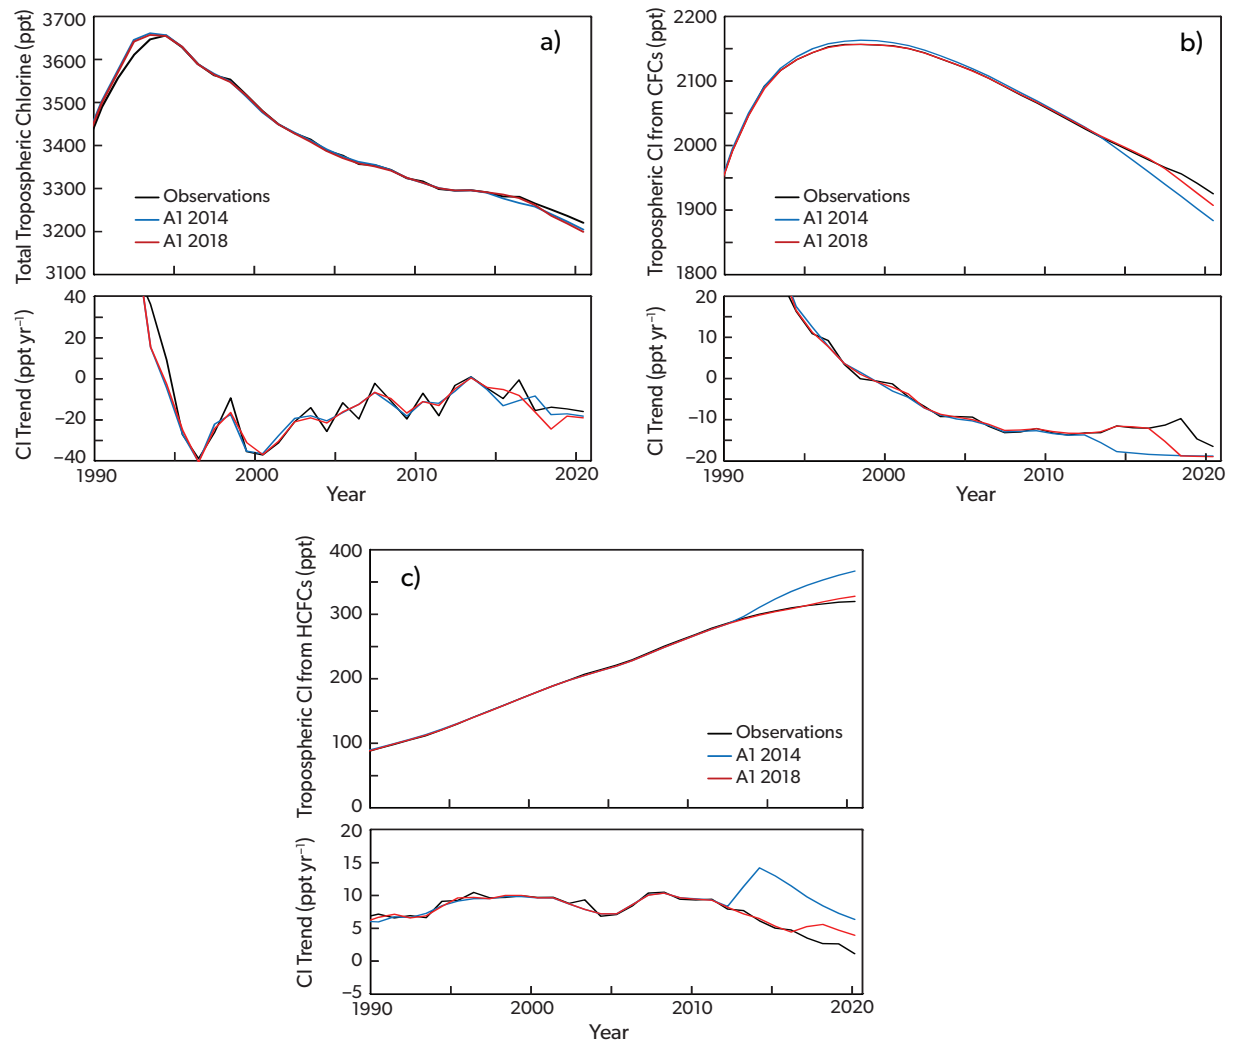 Total Tropospheric Chlorine (ppt)
3700
3600
3500
3400
3300
3200
3100
a)
Observations
A1 2014
A1 2018
Cl Trend (ppt yr⁻¹)
40
20
0
−20
−40
1990
2000
2010
2020
Year
Tropospheric Cl from CFCs (ppt)
2200
2100
2000
1900
1800
b)
Observations
A1 2014
A1 2018
Cl Trend (ppt yr⁻¹)
20
10
0
−10
−20
1990
2000
2010
2020
Year
Tropospheric Cl from HCFCs (ppt)
400
300
200
100
0
c)
Observations
A1 2014
A1 2018
Cl Trend (ppt yr⁻¹)
20
15
10
5
0
−5
1990
2000
2010
2020
Year